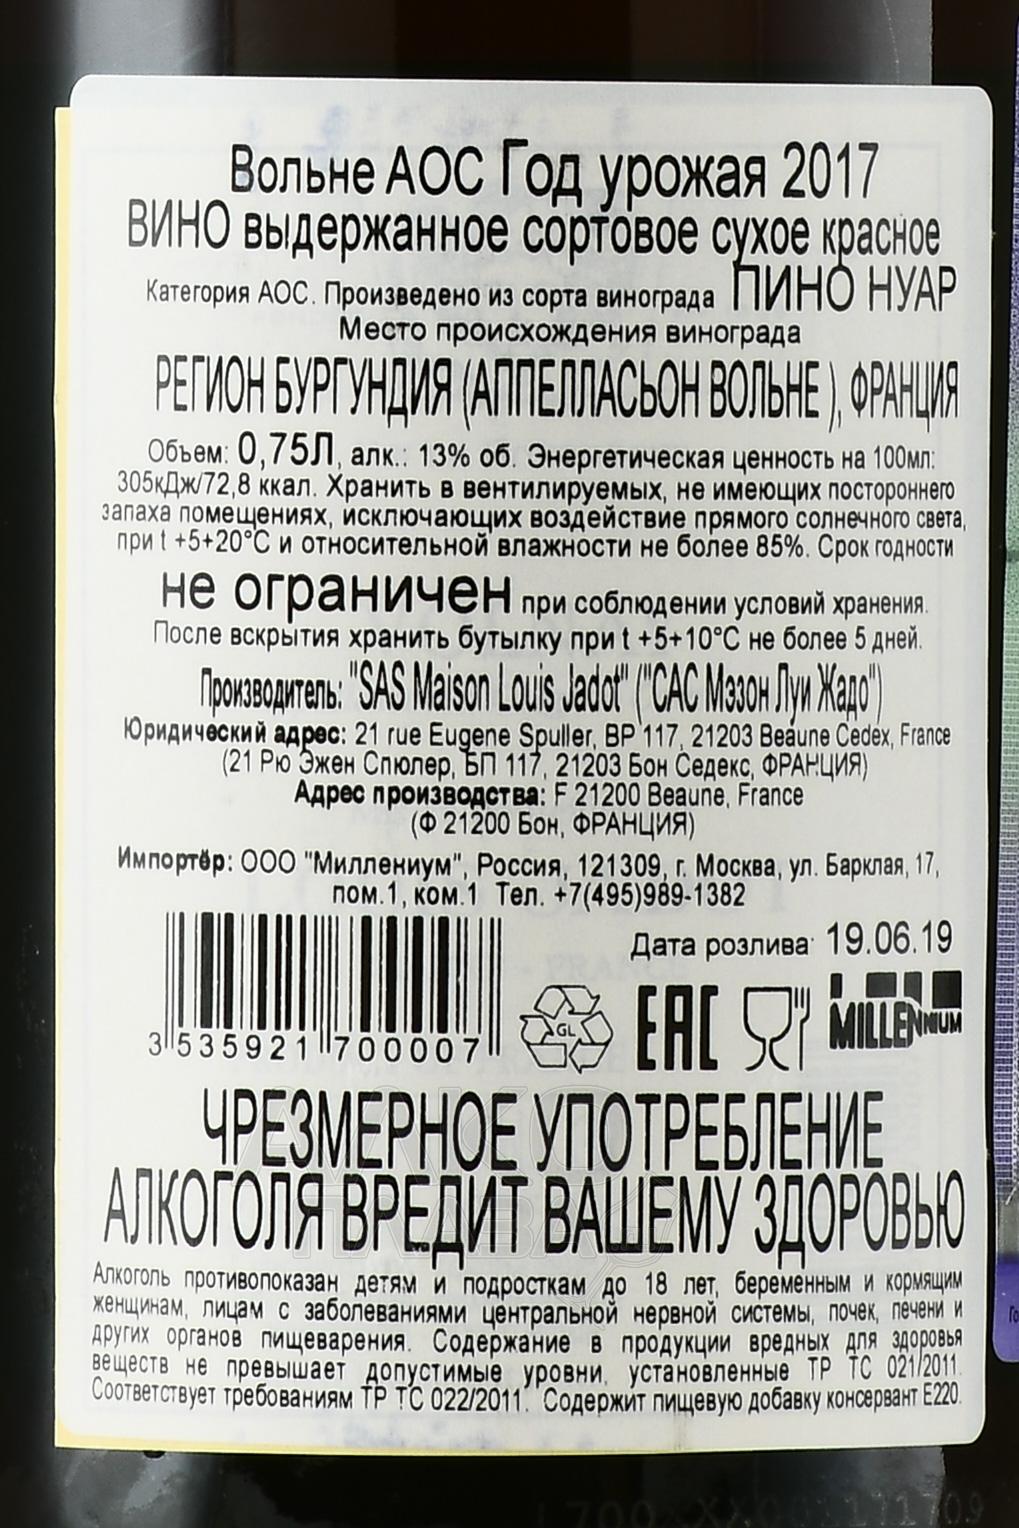 Вольне АОС Год урожая 2017
ВИНО выдержанное сортовое сухое красное
Категория АОС. Произведено из сорта винограда ПИНО НУАР
Место происхождения винограда
РЕГИОН БУРГУНДИЯ (АППЕЛЛАСЬОН ВОЛЬНЕ ), ФРАНЦИЯ
Объем: 0,75Л, алк.: 13% об. Энергетическая ценность на 100мл:
305кДж/72,8 ккал. Хранить в вентилируемых, не имеющих постороннего
запаха помещениях, исключающих воздействие прямого солнечного света,
при t +5+20°С и относительной влажности не более 85%. Срок годности
не ограничен при соблюдении условий хранения.
После вскрытия хранить бутылку при t +5+10°С не более 5 дней.
Производитель: "SAS Maison Louis Jadot" ("САС Мэзон Луи Жадо")
Юридический адрес: 21 rue Eugene Spuller, BP 117, 21203 Beaune Cedex, France
(21 Рю Эжен Спюлер, БП 117, 21203 Бон Седекс, ФРАНЦИЯ)
Адрес производства: F 21200 Beaune, France
(Ф 21200 Бон, ФРАНЦИЯ)
Импортёр: ООО "Миллениум", Россия, 121309, г. Москва, ул. Барклая, 17,
пом.1, ком.1 Тел. +7(495)989-1382
Дата розлива: 19.06.19
3 535921 700007
GL
EAC
MILLENNIUM
ЧРЕЗМЕРНОЕ УПОТРЕБЛЕНИЕ
АЛКОГОЛЯ ВРЕДИТ ВАШЕМУ ЗДОРОВЬЮ
Алкоголь противопоказан детям и подросткам до 18 лет, беременным и кормящим
женщинам, лицам с заболеваниями центральной нервной системы, почек, печени и
других органов пищеварения. Содержание в продукции вредных для здоровья
веществ не превышает допустимые уровни, установленные ТР ТС 021/2011.
Соответствует требованиям ТР ТС 022/2011. Содержит пищевую добавку консервант Е220.